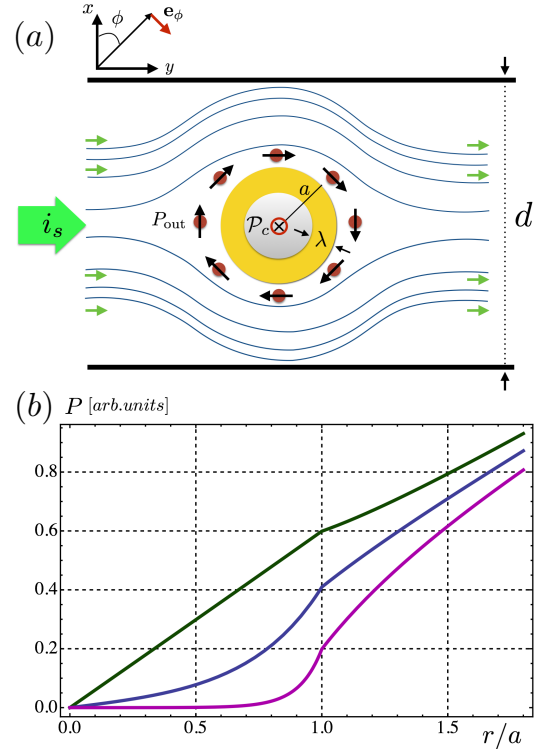 (a)
x
ϕ
e_ϕ
y
i_s
P_out
𝒫_c
a
λ
d
(b)
P [arb.units]
0.8
0.6
0.4
0.2
0.0
0.0 0.5 1.0 1.5
r/a